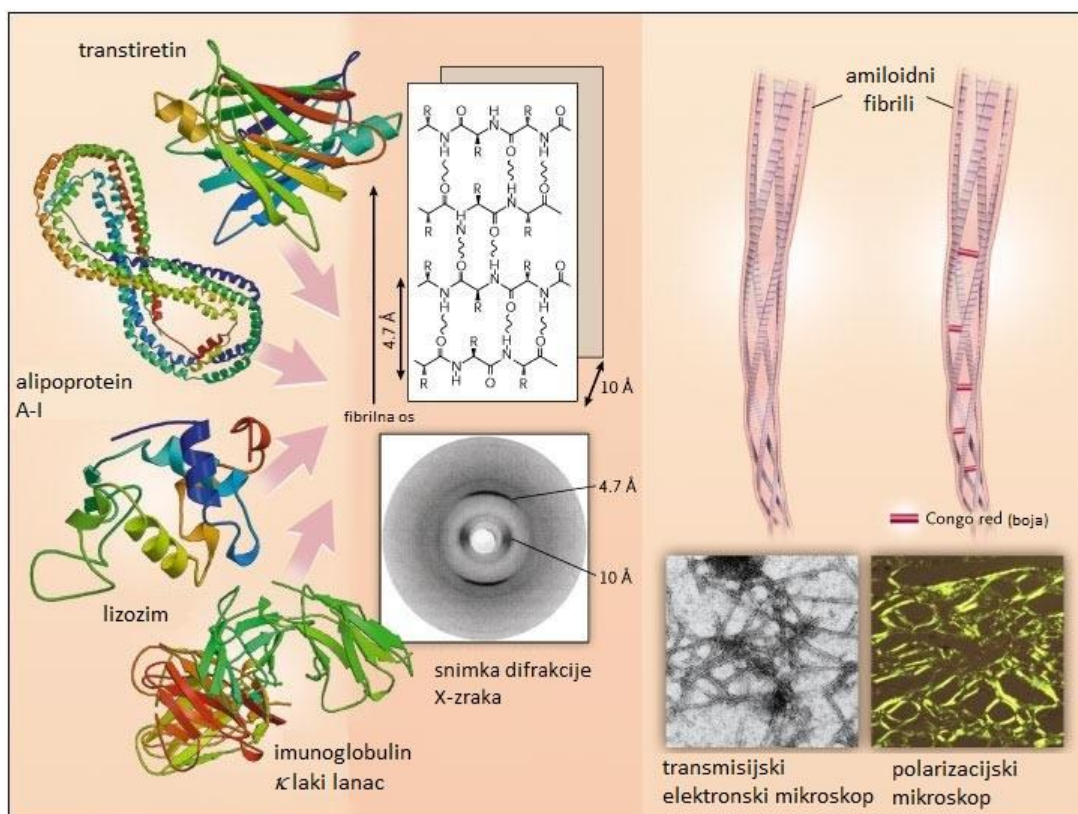 transtiretin
alipoprotein
A-I
lizozim
imunoglobulin
κ laki lanac
R
O
H
N
R
O
N
H
R
O
N
H
O
R
H
N
R
O
N
H
O
R
R
O
N
H
R
O
N
H
R
O
N
H
O
R
N
H
R
O
N
H
R
O
4.7 Å
10 Å
fibrilna os
4.7 Å
10 Å
snimka difrakcije
X-zraka
amiloidni
fibrili
Congo red (boja)
transmisijski
elektronski mikroskop
polarizacijski
mikroskop